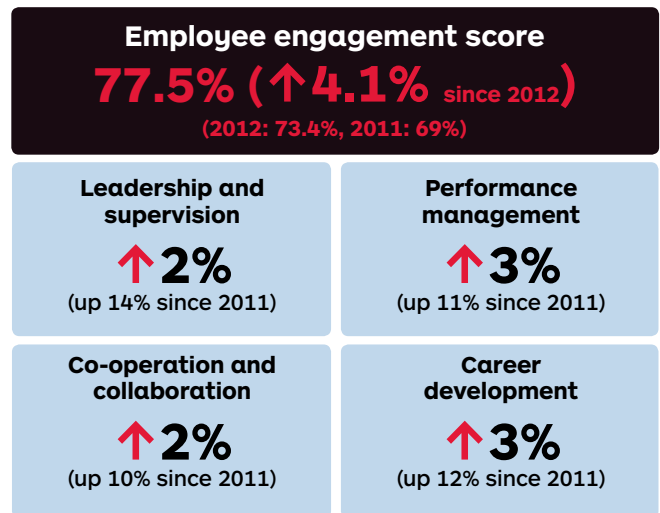 Employee engagement score
77.5% (↑4.1% since 2012)
(2012: 73.4%, 2011: 69%)
Leadership and
supervision
↑2%
(up 14% since 2011)
Performance
management
↑3%
(up 11% since 2011)
Co-operation and
collaboration
↑2%
(up 10% since 2011)
Career
development
↑3%
(up 12% since 2011)